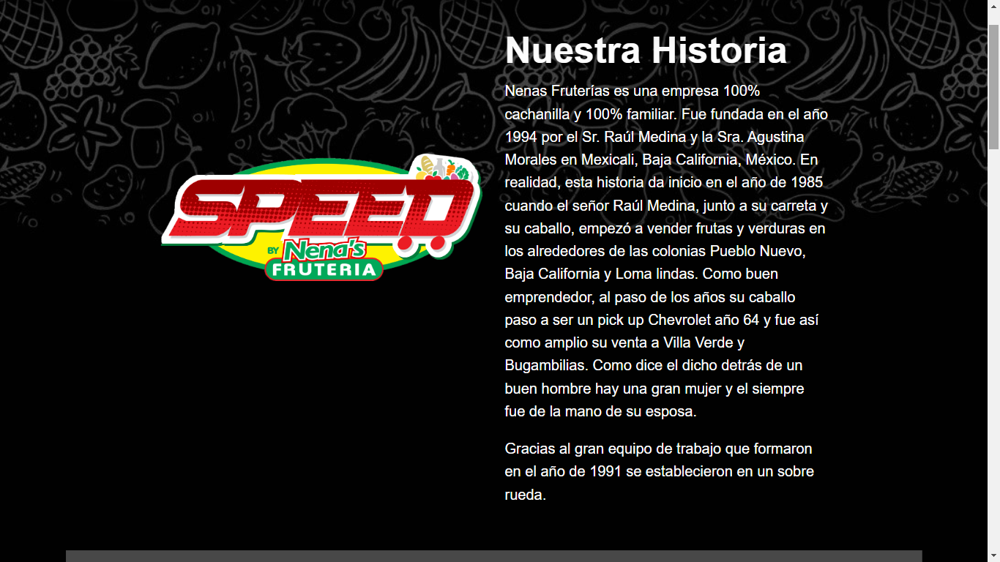 Nuestra Historia
Nenas Fruterías es una empresa 100%
cachanilla y 100% familiar. Fue fundada en el año
1994 por el Sr. Raúl Medina y la Sra. Agustina
Morales en Mexicali, Baja California, México. En
realidad, esta historia da inicio en el año de 1985
cuando el señor Raúl Medina, junto a su carreta y
su caballo, empezó a vender frutas y verduras en
los alrededores de las colonias Pueblo Nuevo,
Baja California y Loma lindas. Como buen
emprendedor, al paso de los años su caballo
paso a ser un pick up Chevrolet año 64 y fue así
como amplio su venta a Villa Verde y
Bugambilias. Como dice el dicho detrás de un
buen hombre hay una gran mujer y el siempre
fue de la mano de su esposa.
Gracias al gran equipo de trabajo que formaron
en el año de 1991 se establecieron en un sobre
rueda.
SPEED
BY Nena's
FRUTERIA